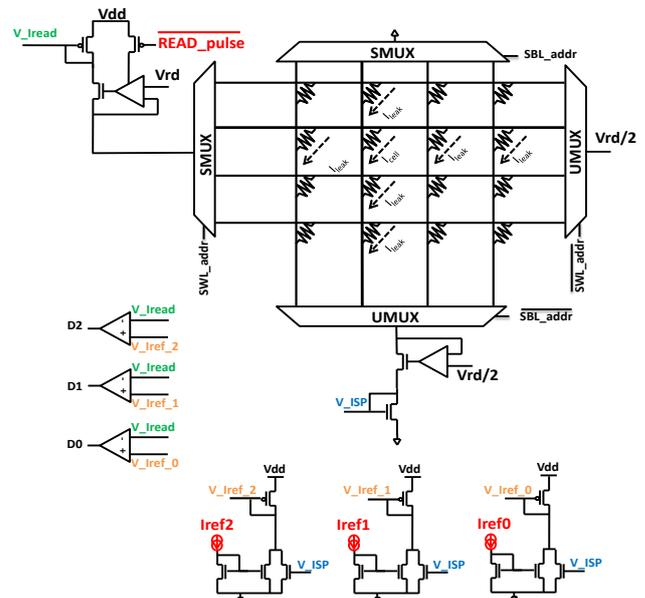 Vdd
V_Iread
READ_pulse
Vrd
SMUX
SBL_addr
SMUX
UMUX
Vrd/2
Ileak
Ileak
Icell
Ileak
Ileak
Ileak
Ileak
SWL_addr
SWL_addr
UMUX
SBL_addr
Vrd/2
V_ISP
D2
V_Iread
-
+
V_Iref_2
D1
V_Iread
-
+
V_Iref_1
D0
V_Iread
-
+
V_Iref_0
Vdd
V_Iref_2
Iref2
V_ISP
Vdd
V_Iref_1
Iref1
V_ISP
Vdd
V_Iref_0
Iref0
V_ISP